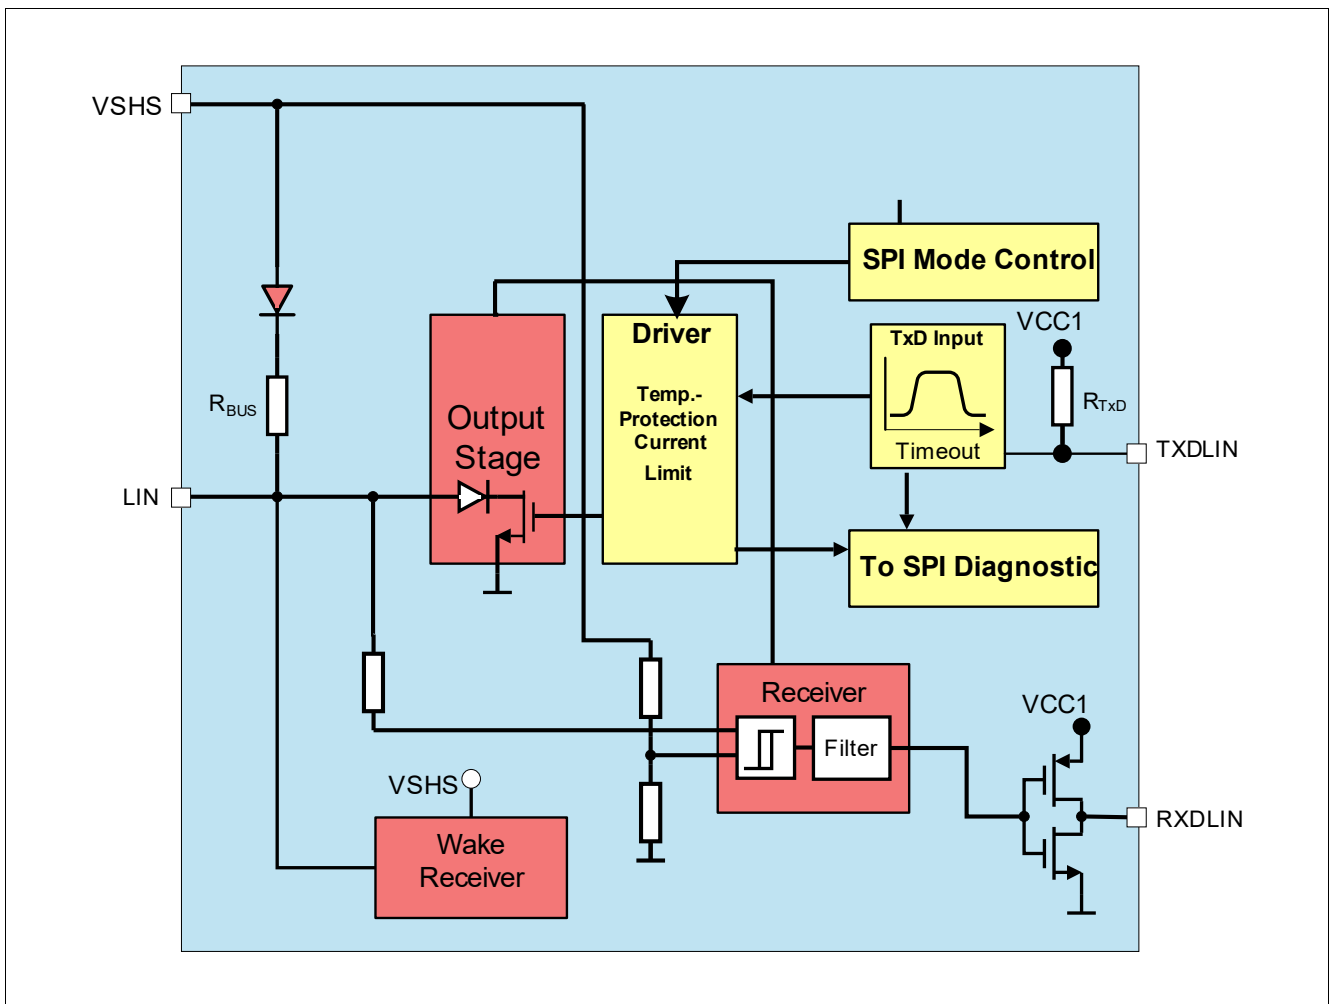 VSHS
SPI Mode Control
VCC1
Driver
TxD Input
Temp.-
Protection
Current
Limit
RBUS
Output
Stage
RTxD
Timeout
TXDLIN
LIN
To SPI Diagnostic
Receiver
VCC1
Filter
VSHS
RXDLIN
Wake
Receiver